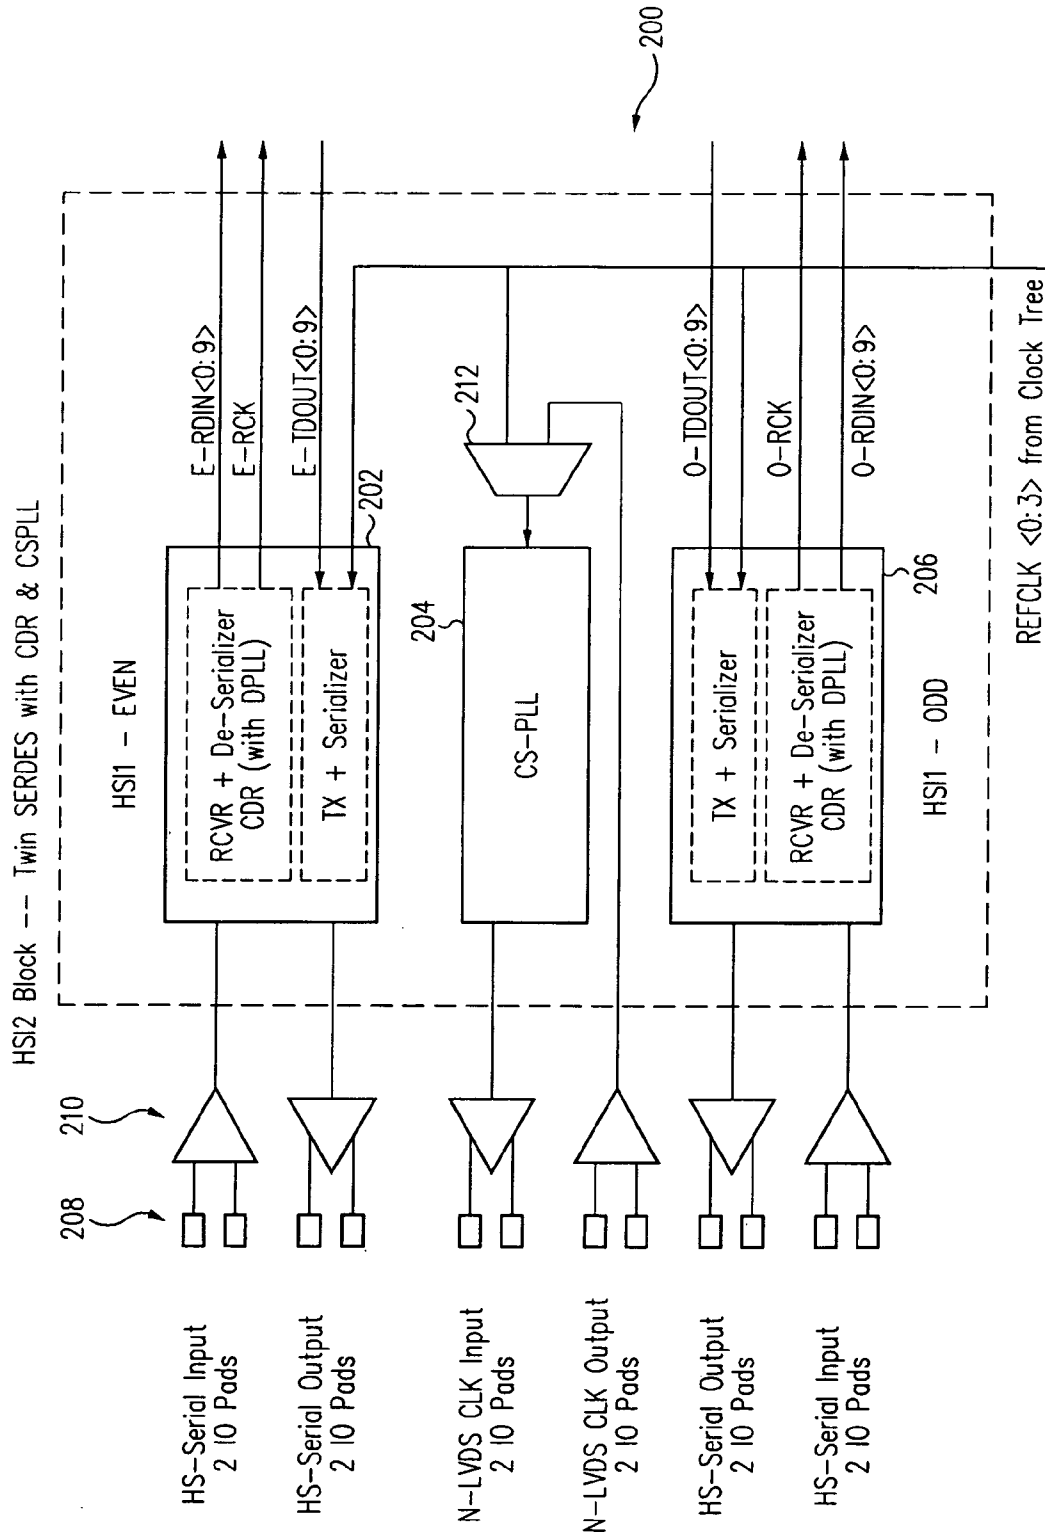 HSI2 Block -- Twin SERDES with CDR & CSPLL
HSI1 - EVEN
HS-Serial Input
2 IO Pads
208
210
RCVR + De-Serializer
CDR (with DPLL)
E-RDIN<0:9>
E-RCK
HS-Serial Output
2 IO Pads
TX + Serializer
E-TDOUT<0:9>
202
N-LVDS CLK Input
2 IO Pads
204
CS-PLL
212
N-LVDS CLK Output
2 IO Pads
200
HS-Serial Output
2 IO Pads
TX + Serializer
O-TDOUT<0:9>
O-RCK
HS-Serial Input
2 IO Pads
RCVR + De-Serializer
CDR (with DPLL)
O-RDIN<0:9>
206
HSI1 - ODD
REFCLK <0:3> from Clock Tree